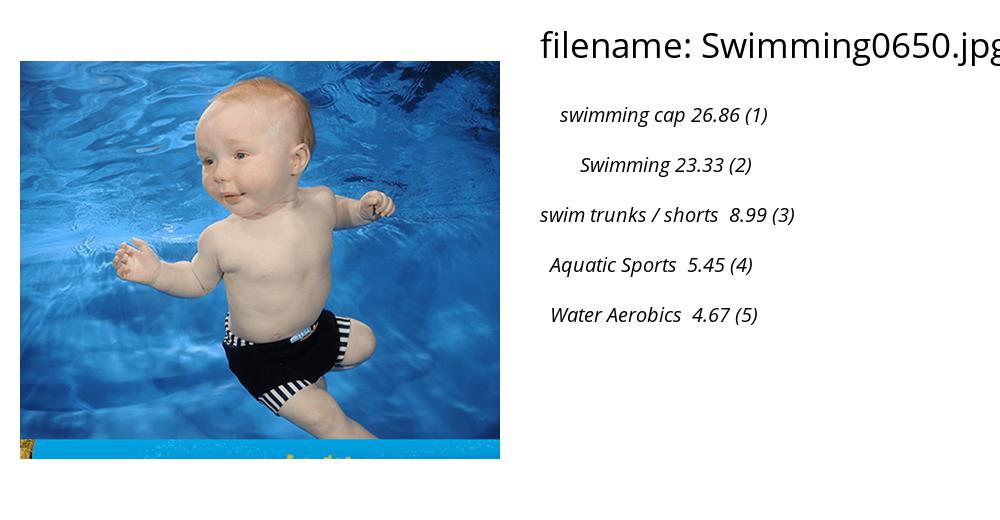 filename: Swimming0650.jpg
swimming cap 26.86 (1)
Swimming 23.33 (2)
swim trunks / shorts 8.99 (3)
Aquatic Sports 5.45 (4)
Water Aerobics 4.67 (5)